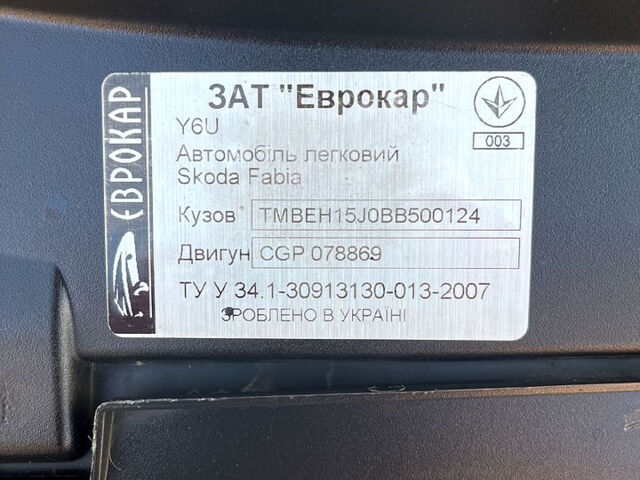 ЄВРОКАР
ЗАТ "Еврокар"
Y6U
003
Автомобіль легковий
Skoda Fabia
Кузов TMBEH15J0BB500124
Двигун CGP 078869
ТУ У 34.1-30913130-013-2007
ЗРОБЛЕНО В УКРАЇНІ